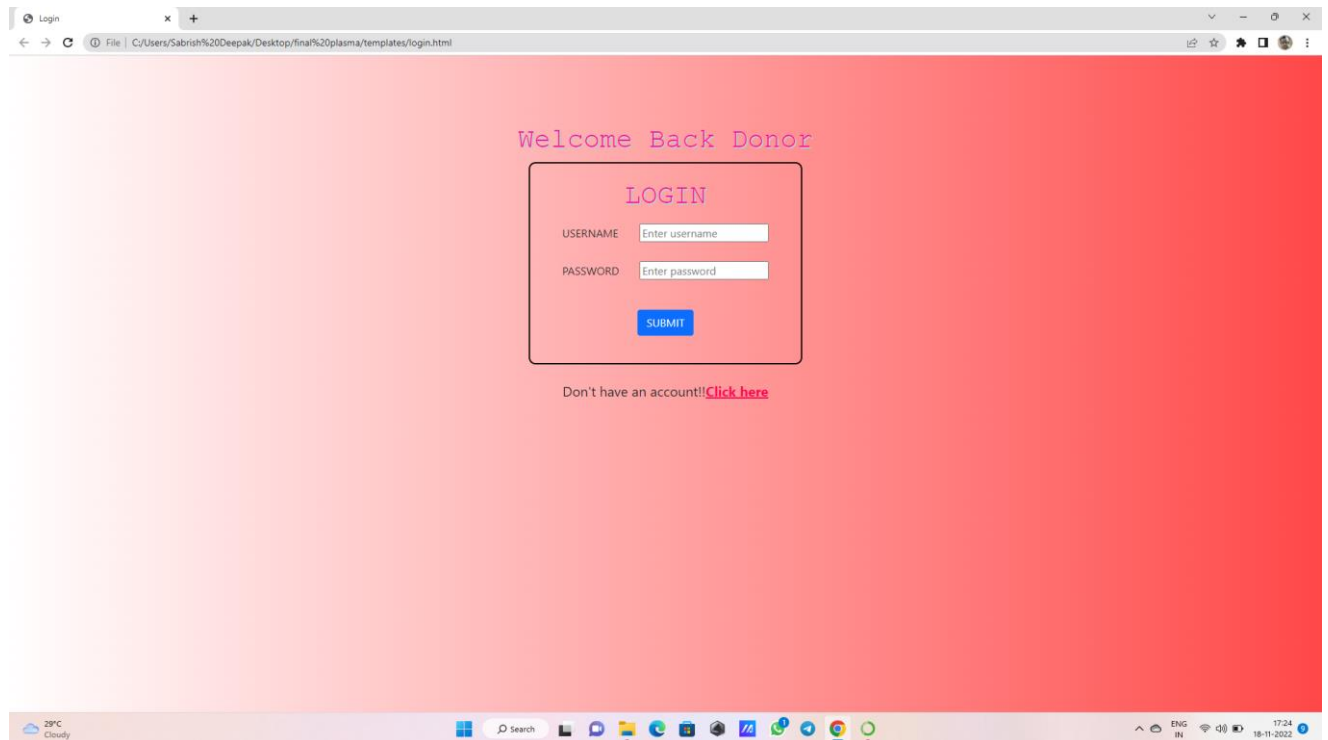 Login
File | C:/Users/Sabrish%20Deepak/Desktop/final%20plasma/templates/login.html
Welcome Back Donor
LOGIN
USERNAME Enter username
PASSWORD Enter password
SUBMIT
Don't have an account!!Click here
29°C
Cloudy
Search
1
ENG
IN
17:24
18-11-2022